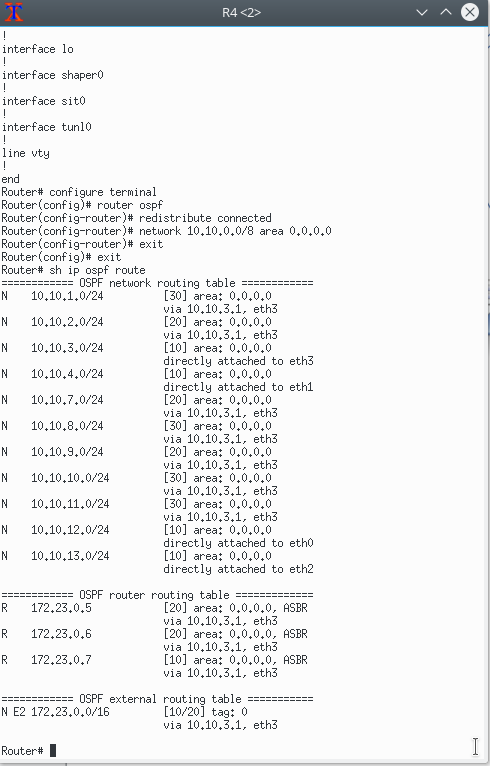 R4 <2>
!
interface lo
!
interface shaper0
!
interface sit0
!
interface tunl0
!
line vty
!
end
Router# configure terminal
Router(config)# router ospf
Router(config-router)# redistribute connected
Router(config-router)# network 10.10.0.0/8 area 0.0.0.0
Router(config-router)# exit
Router(config)# exit
Router# sh ip ospf route
============ OSPF network routing table ============
N    10.10.1.0/24         [30] area: 0.0.0.0
                          via 10.10.3.1, eth3
N    10.10.2.0/24         [20] area: 0.0.0.0
                          via 10.10.3.1, eth3
N    10.10.3.0/24         [10] area: 0.0.0.0
                          directly attached to eth3
N    10.10.4.0/24         [10] area: 0.0.0.0
                          directly attached to eth1
N    10.10.7.0/24         [20] area: 0.0.0.0
                          via 10.10.3.1, eth3
N    10.10.8.0/24         [30] area: 0.0.0.0
                          via 10.10.3.1, eth3
N    10.10.9.0/24         [20] area: 0.0.0.0
                          via 10.10.3.1, eth3
N    10.10.10.0/24        [30] area: 0.0.0.0
                          via 10.10.3.1, eth3
N    10.10.11.0/24        [30] area: 0.0.0.0
                          via 10.10.3.1, eth3
N    10.10.12.0/24        [10] area: 0.0.0.0
                          directly attached to eth0
N    10.10.13.0/24        [10] area: 0.0.0.0
                          directly attached to eth2
============ OSPF router routing table =============
R    172.23.0.5           [20] area: 0.0.0.0, ASBR
                          via 10.10.3.1, eth3
R    172.23.0.6           [20] area: 0.0.0.0, ASBR
                          via 10.10.3.1, eth3
R    172.23.0.7           [10] area: 0.0.0.0, ASBR
                          via 10.10.3.1, eth3
============ OSPF external routing table ===========
N E2 172.23.0.0/16        [10/20] tag: 0
                          via 10.10.3.1, eth3
Router#